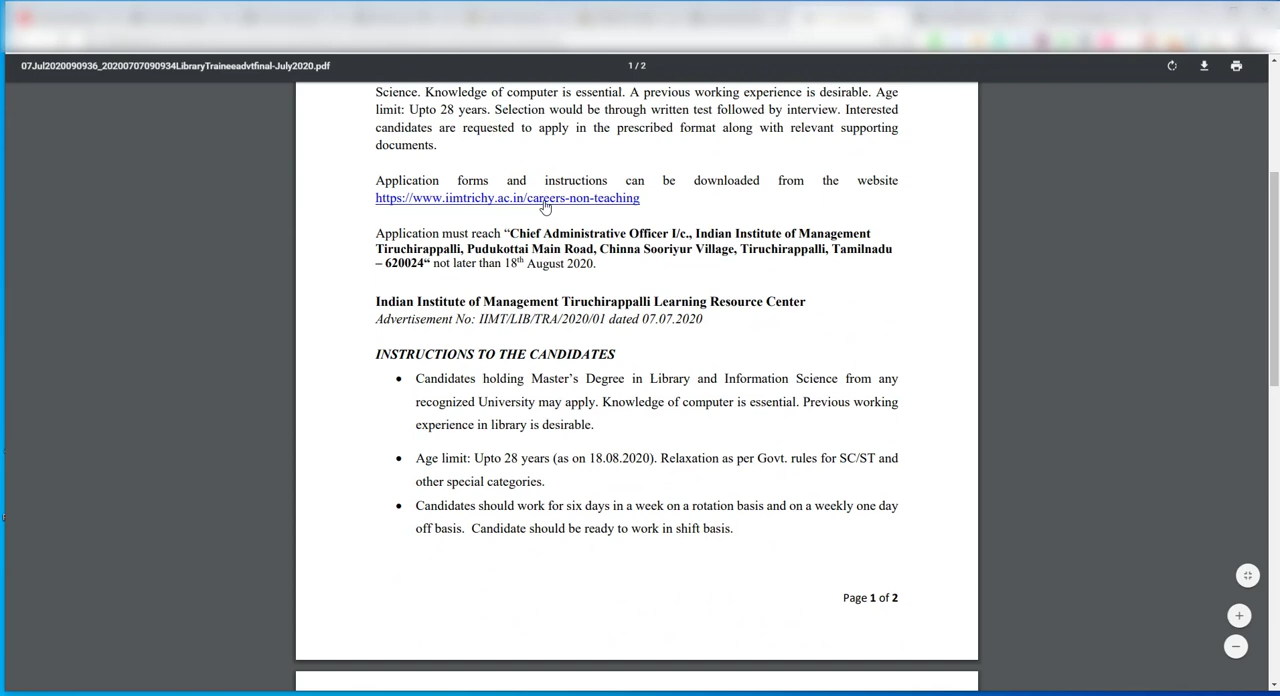 07Jul2020090936_20200707090934LibraryTraineeadvtfinal-July2020.pdf
1 / 2
Science. Knowledge of computer is essential. A previous working experience is desirable. Age
limit: Upto 28 years. Selection would be through written test followed by interview. Interested
candidates are requested to apply in the prescribed format along with relevant supporting
documents.
Application forms and instructions can be downloaded from the website
https://www.iimtrichy.ac.in/careers-non-teaching
Application must reach “Chief Administrative Officer I/c., Indian Institute of Management
Tiruchirappalli, Pudukottai Main Road, Chinna Sooriyur Village, Tiruchirappalli, Tamilnadu
– 620024“ not later than 18th August 2020.
Indian Institute of Management Tiruchirappalli Learning Resource Center
Advertisement No: IIMT/LIB/TRA/2020/01 dated 07.07.2020
INSTRUCTIONS TO THE CANDIDATES
• Candidates holding Master’s Degree in Library and Information Science from any
recognized University may apply. Knowledge of computer is essential. Previous working
experience in library is desirable.
• Age limit: Upto 28 years (as on 18.08.2020). Relaxation as per Govt. rules for SC/ST and
other special categories.
• Candidates should work for six days in a week on a rotation basis and on a weekly one day
off basis. Candidate should be ready to work in shift basis.
Page 1 of 2